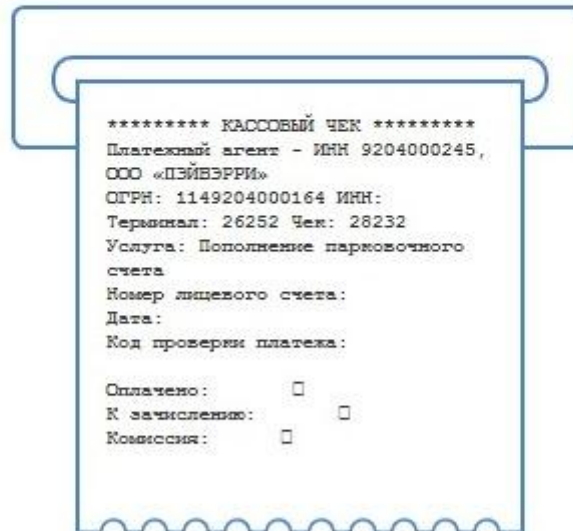 ********* КАССОВЫЙ ЧЕК *********
Платежный агент - ИНН 9204000245,
ООО «ПЭЙВЭРРИ»
ОГРН: 1149204000164 ИНН:
Терминал: 26252 Чек: 28232
Услуга: Пополнение парковочного
счета
Номер лицевого счета:
Дата:
Код проверки платежа:
Оплачено:
К зачислению:
Комиссия: